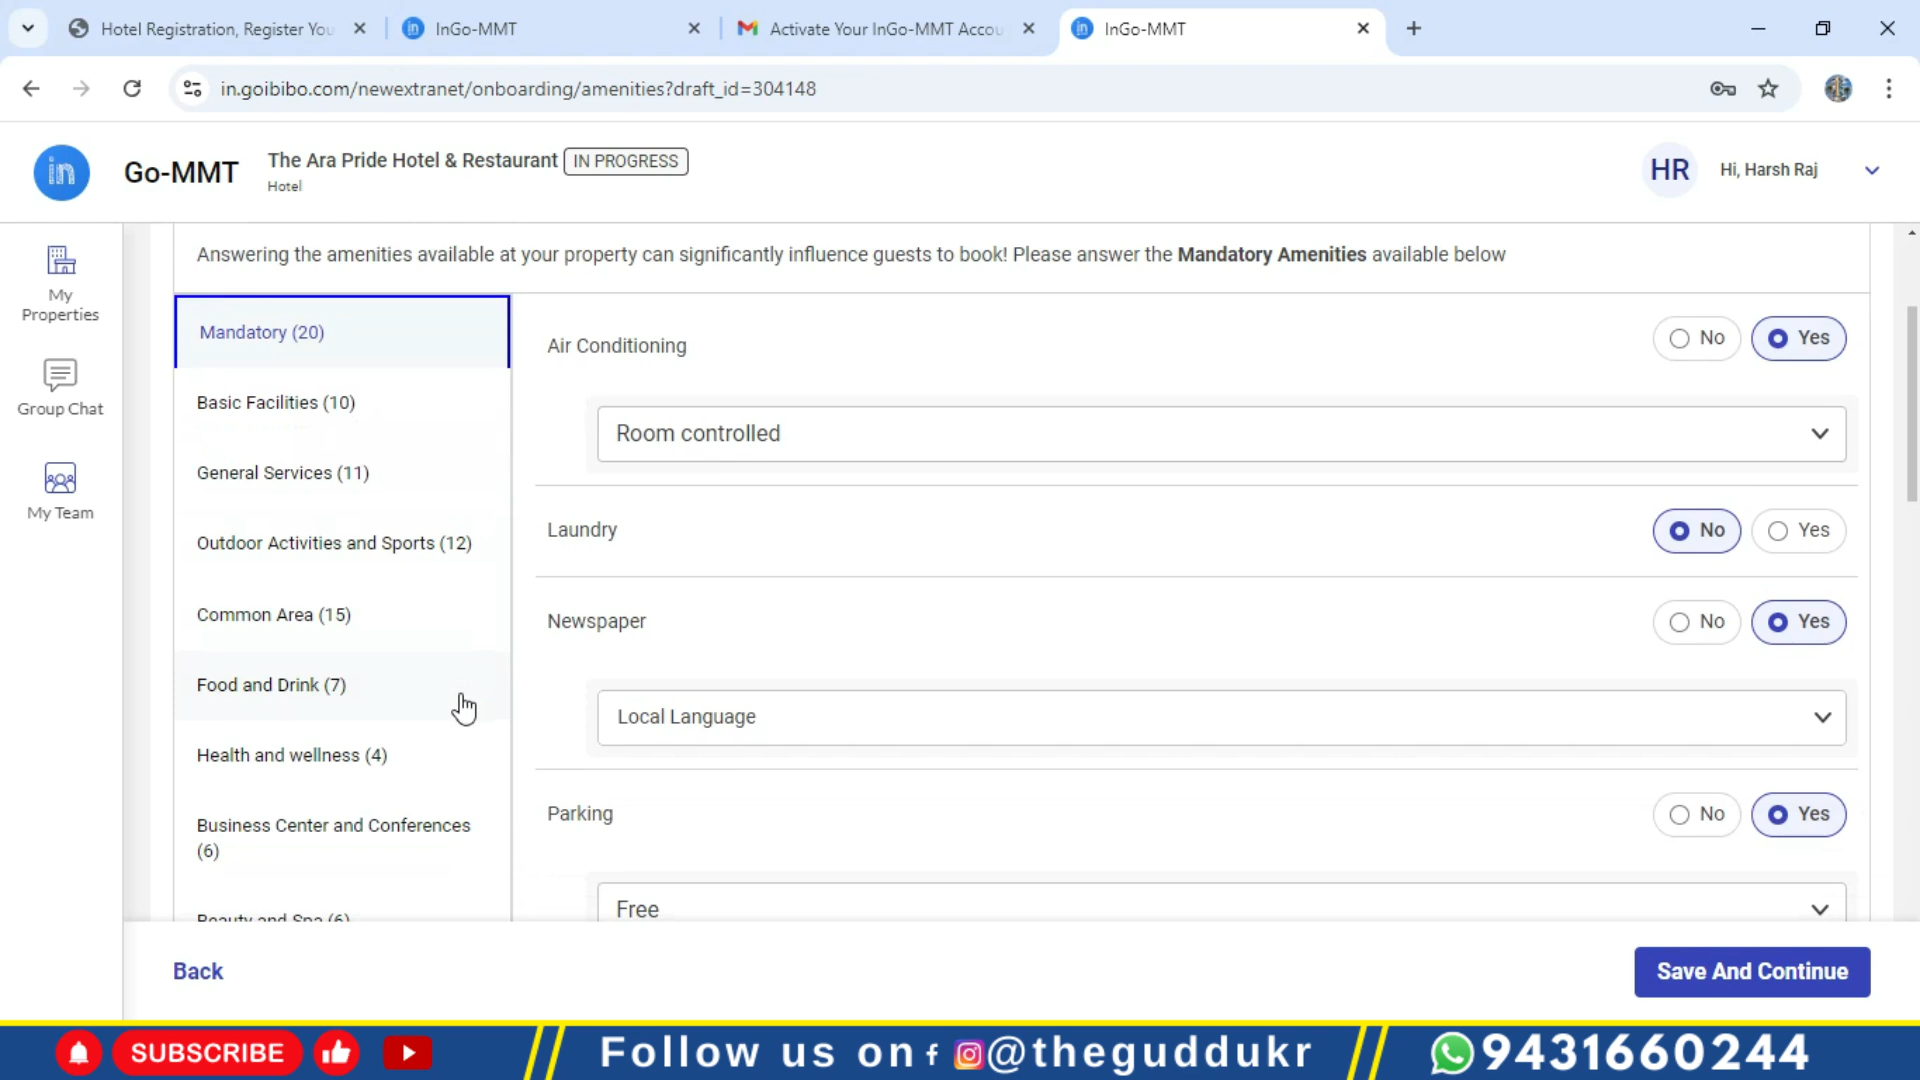 Hotel Registration, Register You
InGo-MMT
Activate Your InGo-MMT Accou
InGo-MMT
in.goibibo.com/newextranet/onboarding/amenities?draft_id=304148
in
Go-MMT
The Ara Pride Hotel & Restaurant
IN PROGRESS
Hotel
HR
Hi, Harsh Raj
My
Properties
Group Chat
My Team
Answering the amenities available at your property can significantly influence guests to book! Please answer the Mandatory Amenities available below
Mandatory (20)
Basic Facilities (10)
General Services (11)
Outdoor Activities and Sports (12)
Common Area (15)
Food and Drink (7)
Health and wellness (4)
Business Center and Conferences
(6)
Beauty and Spa (6)
Air Conditioning
No
Yes
Room controlled
Laundry
No
Yes
Newspaper
No
Yes
Local Language
Parking
No
Yes
Free
Back
Save And Continue
SUBSCRIBE
Follow us on f @theguddukr
9431660244